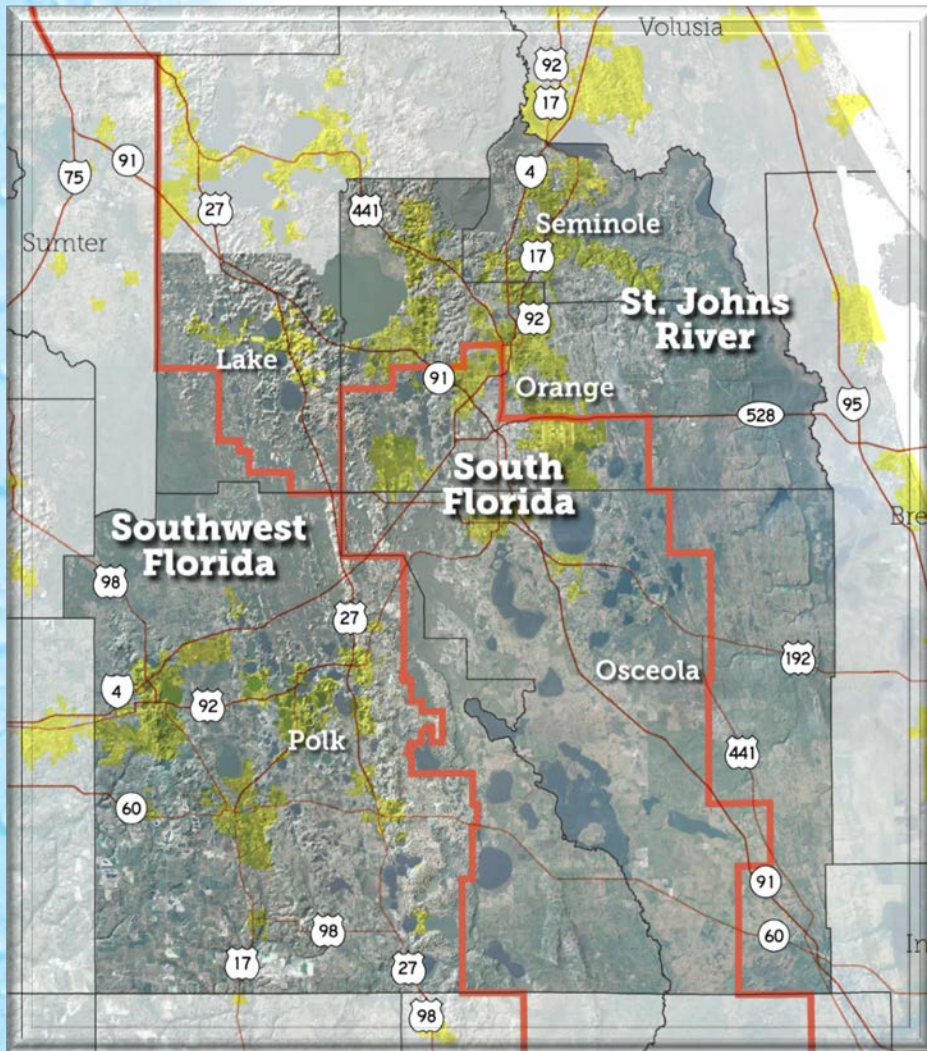 Volusia
92
17
4
91
75
27
441
Seminole
Sumter
17
St. Johns
River
92
Lake
91
Orange
528
95
South
Florida
Southwest
Florida
Bre
98
27
192
Osceola
4
92
Polk
441
60
91
98
60
In
17
27
98